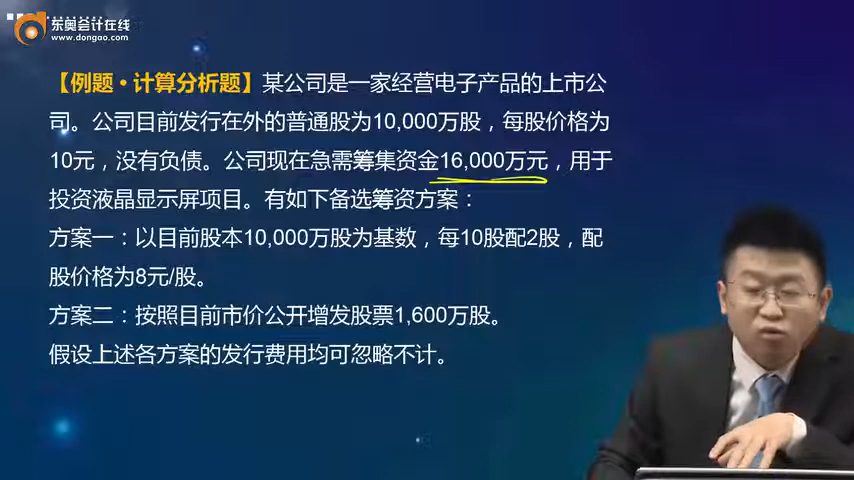 东奥会计在线
www.dongao.com
【例题·计算分析题】某公司是一家经营电子产品的上市公
司。公司目前发行在外的普通股为10,000万股，每股价格为
10元，没有负债。公司现在急需筹集资金16,000万元，用于
投资液晶显示屏项目。有如下备选筹资方案：
方案一：以目前股本10,000万股为基数，每10股配2股，配
股价格为8元/股。
方案二：按照目前市价公开增发股票1,600万股。
假设上述各方案的发行费用均可忽略不计。